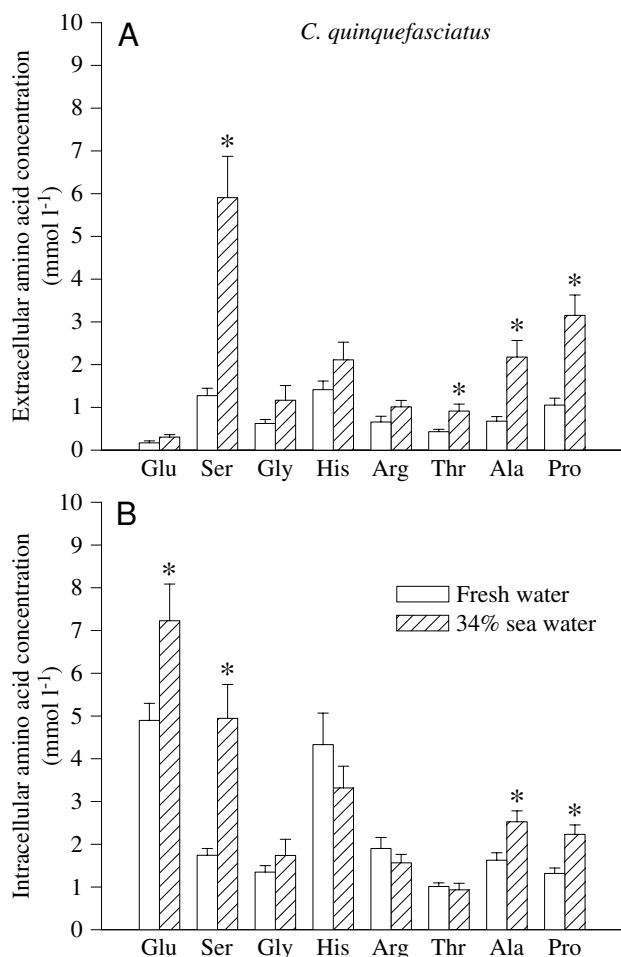 A
C. quinquefasciatus
Extracellular amino acid concentration
(mmol l-1)
10
9
8
7
6
5
4
3
2
1
0
*
*
*
*
Glu Ser Gly His Arg Thr Ala Pro
B
Intracellular amino acid concentration
(mmol l-1)
10
9
8
7
6
5
4
3
2
1
0
*
*
*
*
Fresh water
34% sea water
Glu Ser Gly His Arg Thr Ala Pro